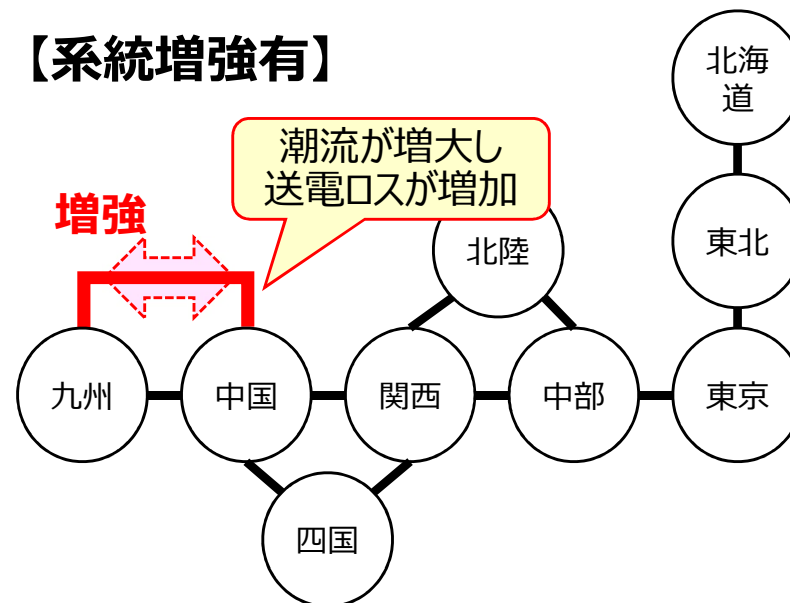 【系統増強有】
北海
道
潮流が増大し
送電ロスが増加
増強
北陸
東北
九州
中国
関西
中部
東京
四国